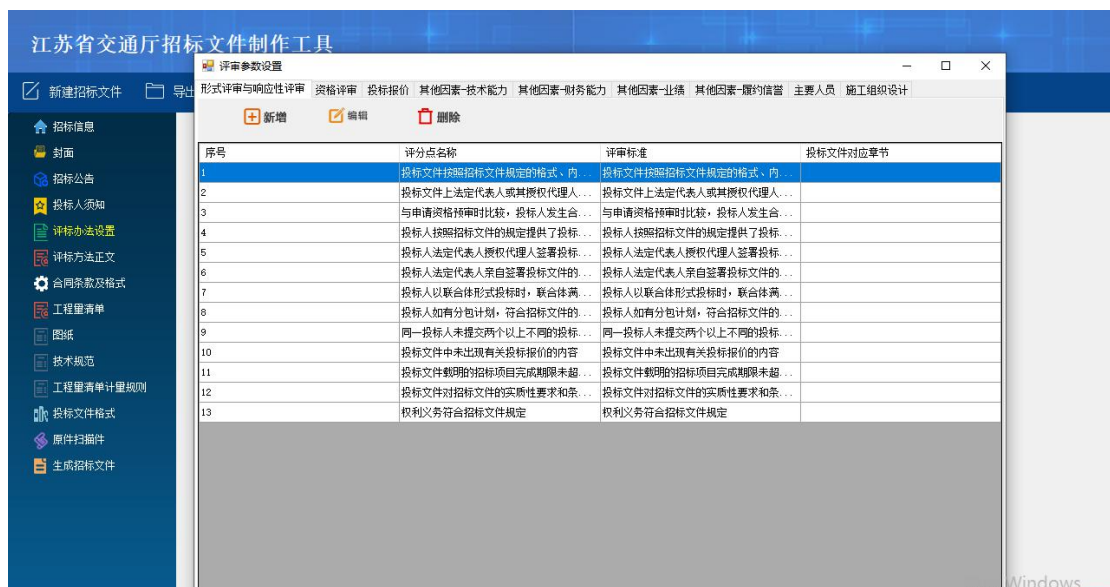 江苏省交通厅招标文件制作工具
评审参数设置
新建招标文件 导出
形式评审与响应性评审 资格评审 投标报价 其他因素-技术能力 其他因素-财务能力 其他因素-业绩 其他因素-履约信誉 主要人员 施工组织设计
新增 编辑 删除
招标信息
封面
招标公告
投标人须知
评标办法设置
评标方法正文
合同条款及格式
工程量清单
图纸
技术规范
工程量清单计量规则
投标文件格式
原件扫描件
生成招标文件
序号 评分点名称 评审标准 投标文件对应章节
1 投标文件按照招标文件规定的格式、内... 投标文件按照招标文件规定的格式、内...
2 投标文件上法定代表人或其授权代理人... 投标文件上法定代表人或其授权代理人...
3 与申请资格预审时比较，投标人发生合... 与申请资格预审时比较，投标人发生合...
4 投标人按照招标文件的规定提供了投标... 投标人按照招标文件的规定提供了投标...
5 投标人法定代表人授权代理人签署投标... 投标人法定代表人授权代理人签署投标...
6 投标人法定代表人亲自签署投标文件的... 投标人法定代表人亲自签署投标文件的...
7 投标人以联合体形式投标时，联合体满... 投标人以联合体形式投标时，联合体满...
8 投标人如有分包计划，符合招标文件的... 投标人如有分包计划，符合招标文件的...
9 同一投标人未提交两个以上不同的投标... 同一投标人未提交两个以上不同的投标...
10 投标文件中未出现有关投标报价的内容 投标文件中未出现有关投标报价的内容
11 投标文件载明的招标项目完成期限未超... 投标文件载明的招标项目完成期限未超...
12 投标文件对招标文件的实质性要求和条... 投标文件对招标文件的实质性要求和条...
13 权利义务符合招标文件规定 权利义务符合招标文件规定
Windows